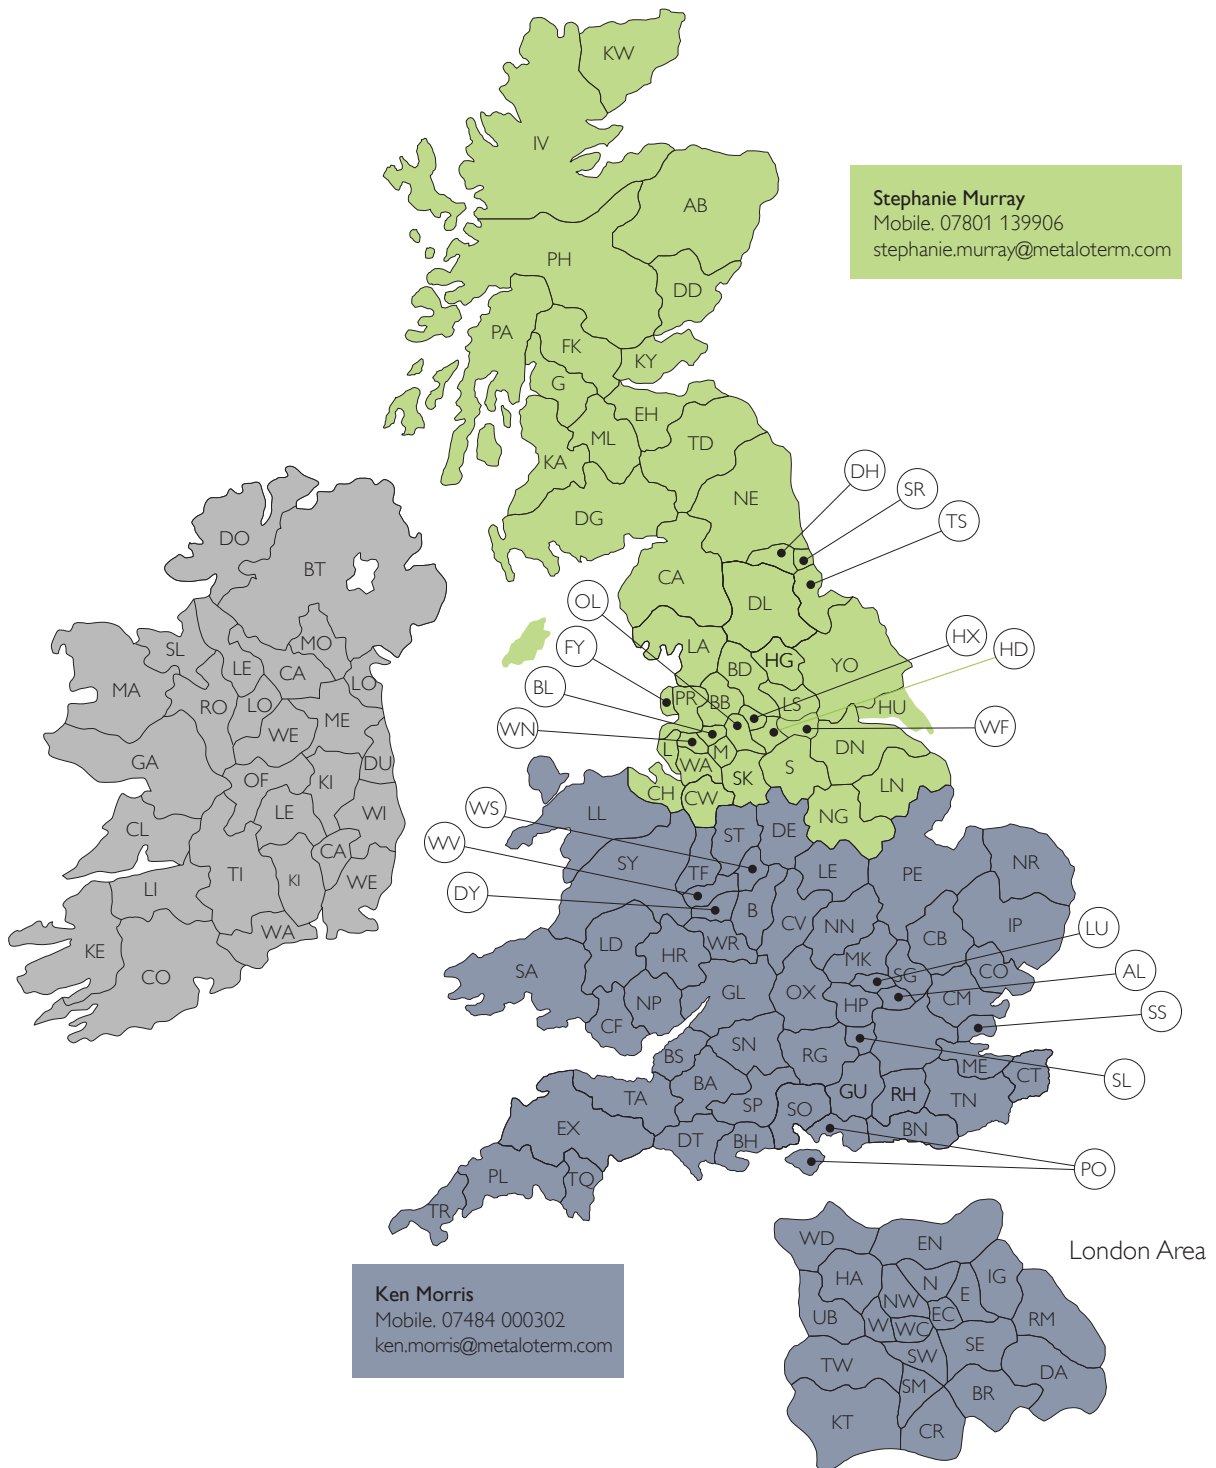 KW
IV
AB
Stephanie Murray
Mobile. 07801 139906
stephanie.murray@metaloterm.com
PH
DD
PA
FK
KY
G
EH
ML
TD
KA
DH
SR
NE
DG
TS
DO
BT
CA
OL
DL
HX
FY
MO
LA
HG
YO
HD
SL
LE
CA
BD
BL
MA
LO
PR
BB
LS
HU
RO
LO
ME
WN
WF
WE
L
M
DN
GA
DU
WA
S
OF
KI
SK
LN
CH
CW
WS
LL
NG
LE
WI
CL
ST
DE
WV
CA
SY
TF
LE
PE
NR
TI
KI
WE
DY
LI
B
CV
NN
IP
LU
WA
CB
KE
LD
HR
WR
MK
SG
CO
AL
CO
SA
NP
GL
OX
HP
CM
SS
CF
BS
SN
RG
ME
CT
SL
BA
GU
RH
TN
TA
SP
SO
EX
DT
BH
BN
PL
TQ
PO
TR
London Area
WD
EN
HA
N
IG
NW
E
EC
UB
W
WC
RM
SE
SW
TW
DA
SM
BR
KT
CR
Ken Morris
Mobile. 07484 000302
ken.morris@metaloterm.com